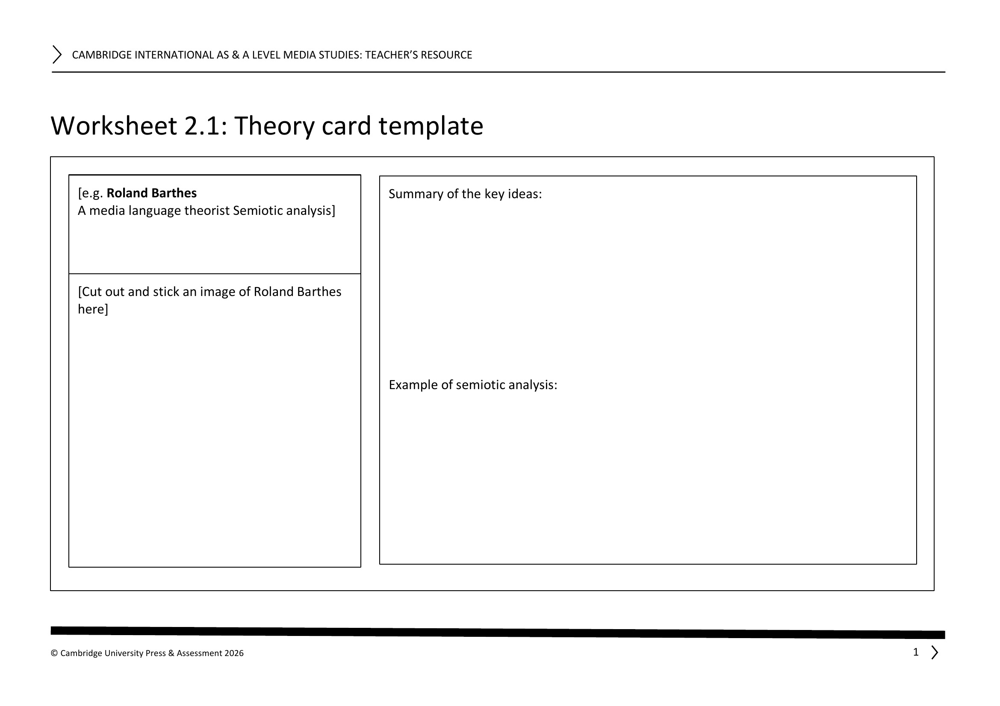 CAMBRIDGE INTERNATIONAL AS & A LEVEL MEDIA STUDIES: TEACHER’S RESOURCE
Worksheet 2.1: Theory card template
[e.g. Roland Barthes
A media language theorist Semiotic analysis]
[Cut out and stick an image of Roland Barthes
here]
Summary of the key ideas:
Example of semiotic analysis:
© Cambridge University Press & Assessment 2026
1